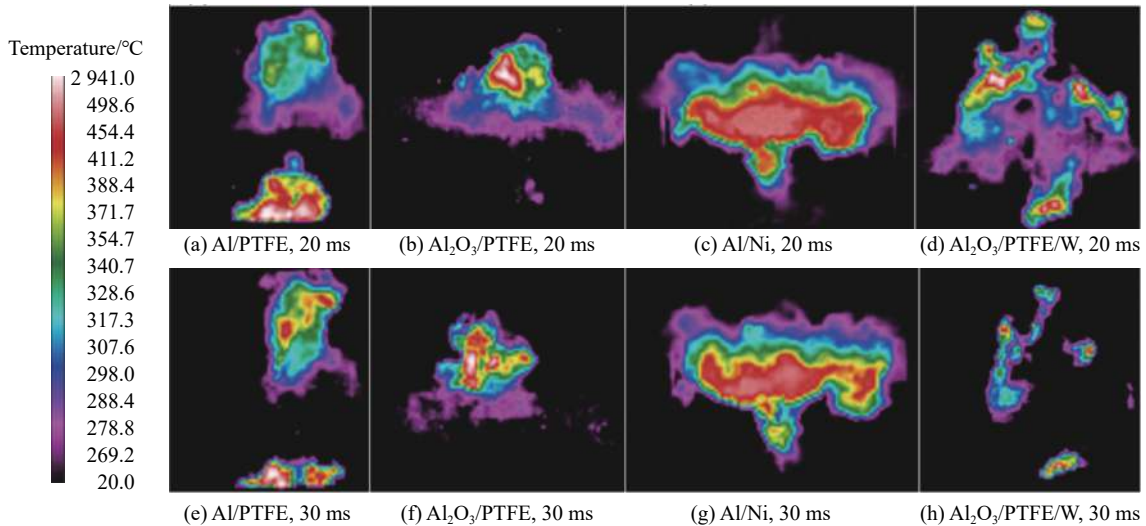 Temperature/°C
2 941.0
498.6
454.4
411.2
388.4
371.7
354.7
340.7
328.6
317.3
307.6
298.0
288.4
278.8
269.2
20.0
(a) Al/PTFE, 20 ms
(b) Al₂O₃/PTFE, 20 ms
(c) Al/Ni, 20 ms
(d) Al₂O₃/PTFE/W, 20 ms
(e) Al/PTFE, 30 ms
(f) Al₂O₃/PTFE, 30 ms
(g) Al/Ni, 30 ms
(h) Al₂O₃/PTFE/W, 30 ms